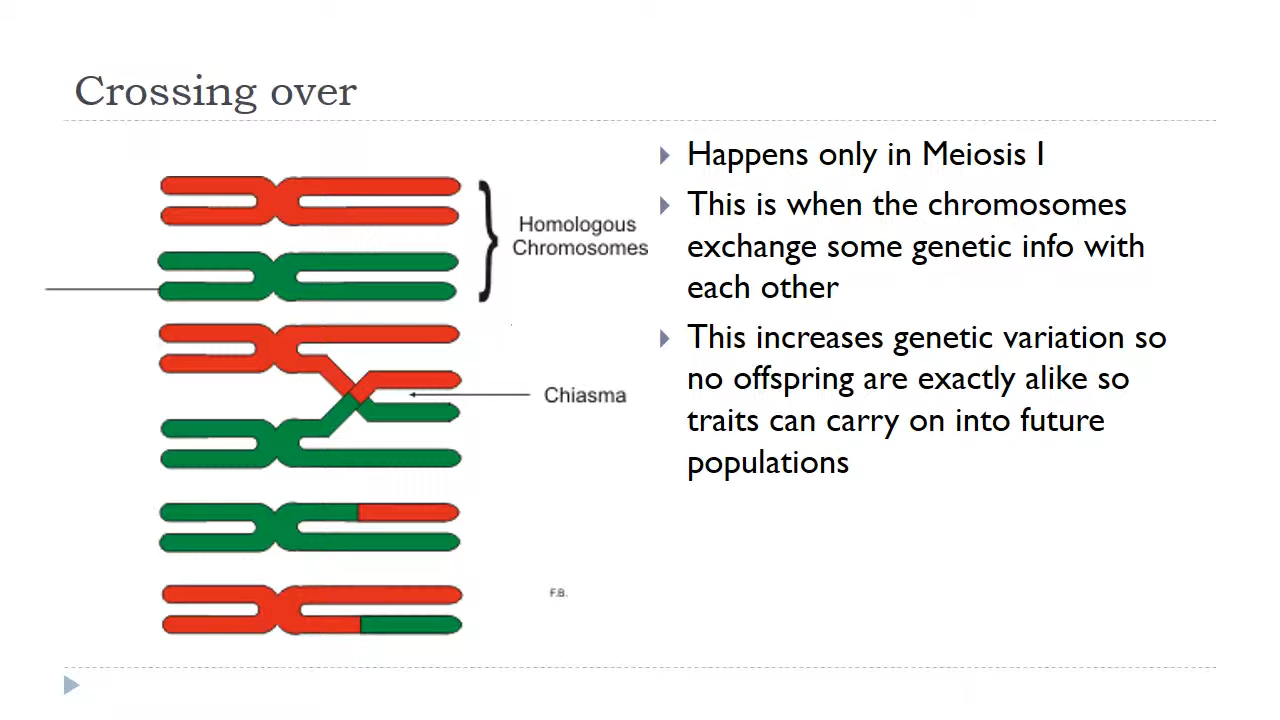 Crossing over
Homologous
Chromosomes
Chiasma
F.B.
Happens only in Meiosis I
This is when the chromosomes
exchange some genetic info with
each other
This increases genetic variation so
no offspring are exactly alike so
traits can carry on into future
populations